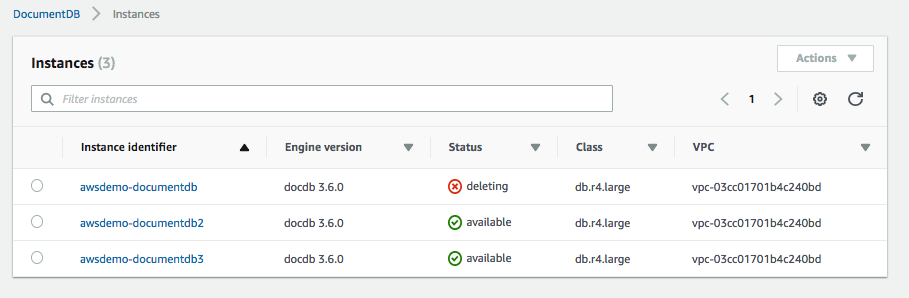 DocumentDB > Instances
Instances (3)
Actions
Filter instances
1
Instance identifier Engine version Status Class VPC
awsdemo-documentdb docdb 3.6.0 deleting db.r4.large vpc-03cc01701b4c240bd
awsdemo-documentdb2 docdb 3.6.0 available db.r4.large vpc-03cc01701b4c240bd
awsdemo-documentdb3 docdb 3.6.0 available db.r4.large vpc-03cc01701b4c240bd